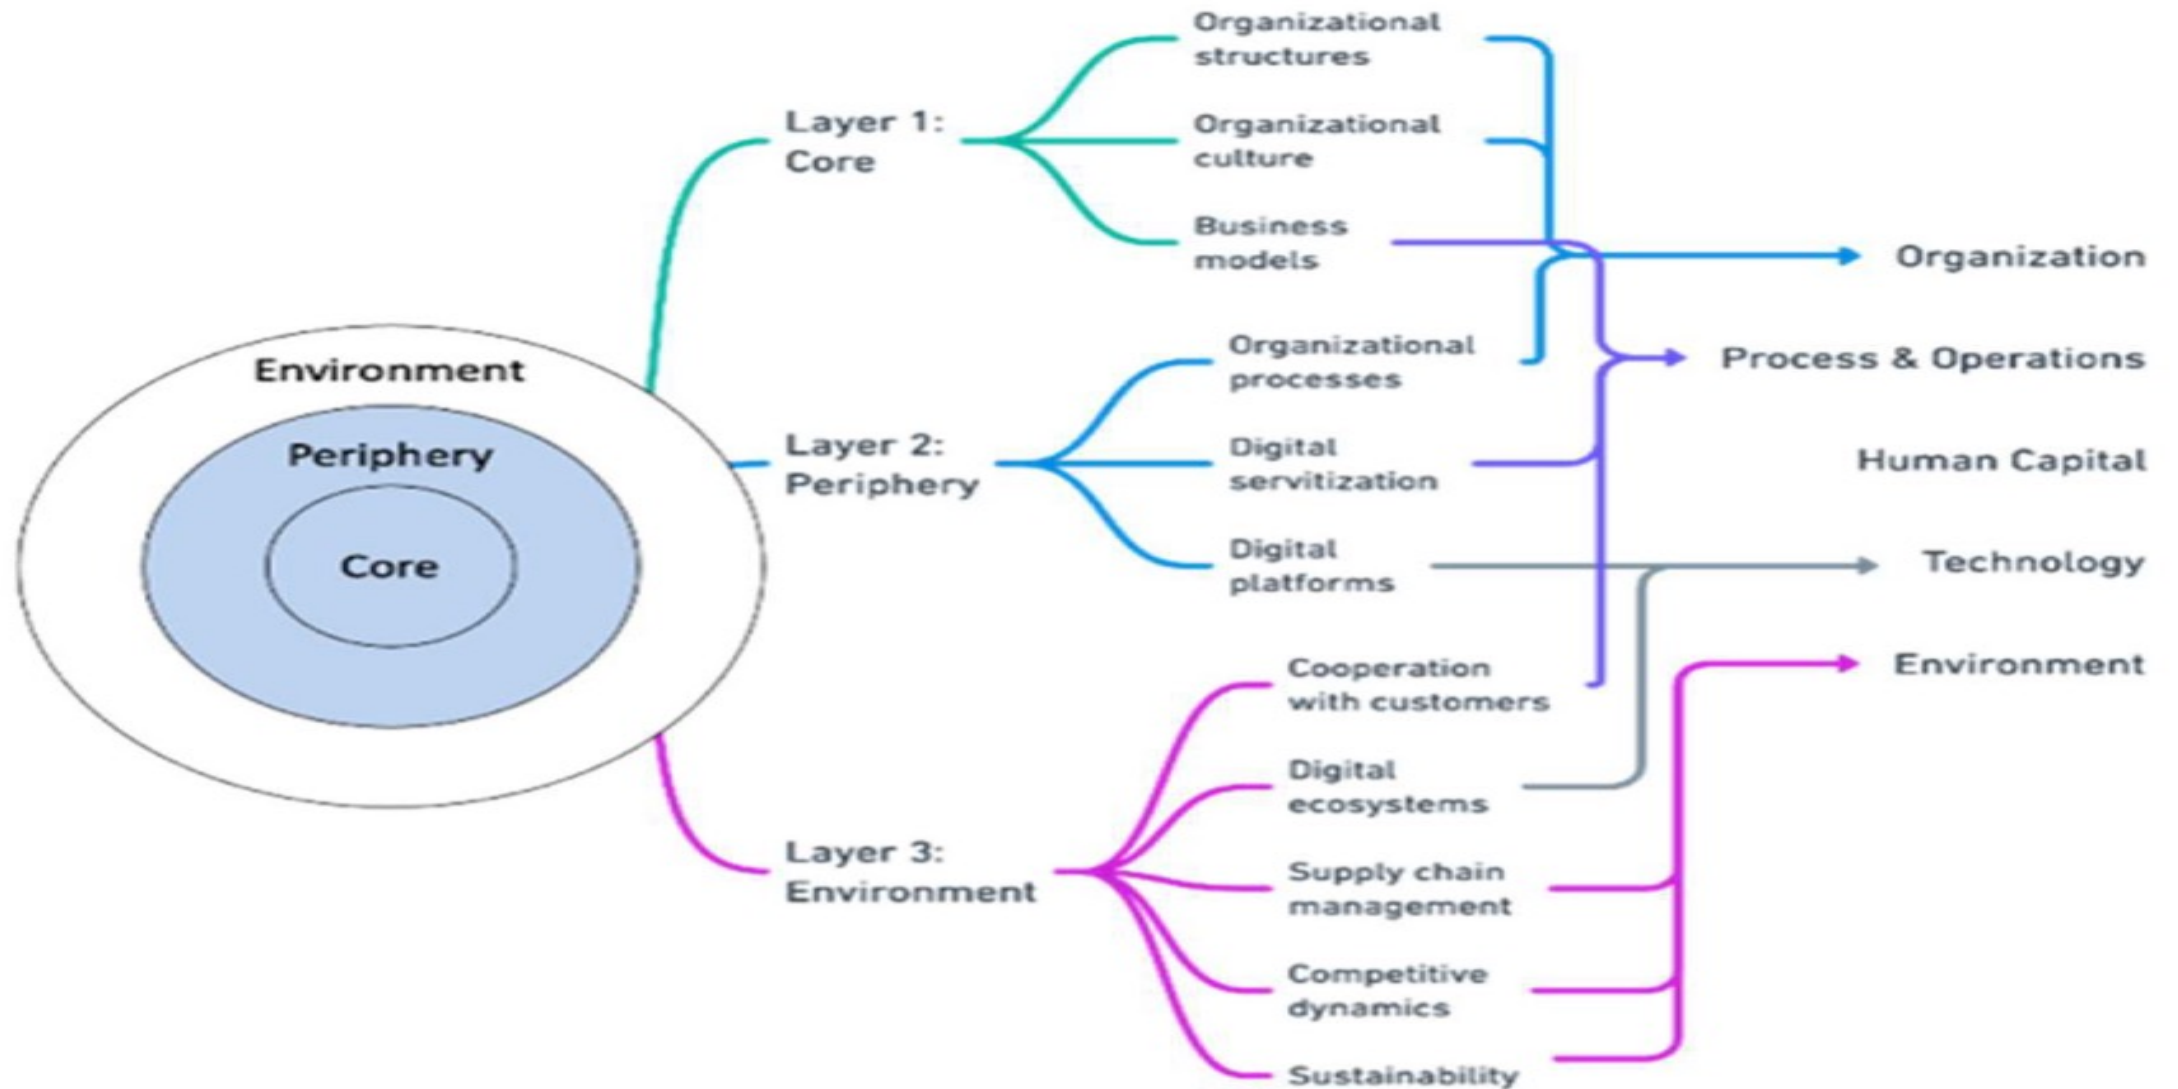 Environment
Periphery
Core
Layer 1:
Core
Organizational
structures
Organizational
culture
Business
models
Layer 2:
Periphery
Organizational
processes
Digital
servitization
Digital
platforms
Layer 3:
Environment
Cooperation
with customers
Digital
ecosystems
Supply chain
management
Competitive
dynamics
Sustainability
Organization
Process & Operations
Human Capital
Technology
Environment